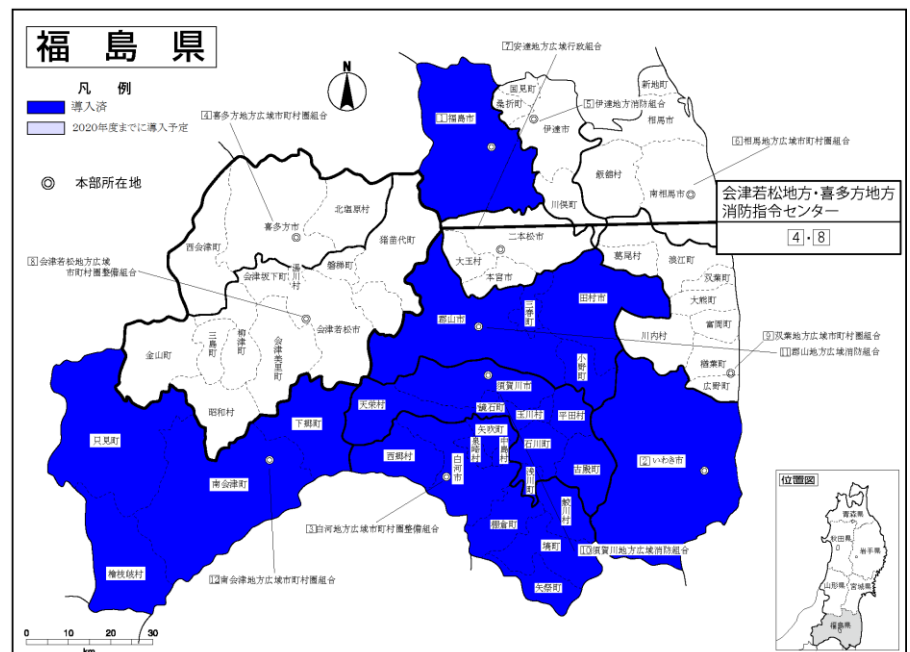 福島県
凡例
導入済
2020年度までに導入予定
本部所在地
N
7安達地方広域行政組合
5伊達地方消防組合
4喜多方地方広域市町村圏組合
6相馬地方広域市町村圏組合
会津若松地方・喜多方地方
消防指令センター
4・8
8会津若松地方広域
市町村圏整備組合
9双葉地方広域市町村圏組合
11郡山地方広域消防組合
3白河地方広域市町村圏整備組合
10須賀川地方広域消防組合
12南会津地方広域市町村圏組合
1福島市
国見町
桑折町
伊達市
川俣町
新地町
相馬市
飯舘村
南相馬市
北塩原村
喜多方市
西会津町
猪苗代町
磐梯町
湯川村
会津坂下町
会津若松市
柳津町
三島町
金山町
会津美里町
昭和村
二本松市
大玉村
本宮市
葛尾村
浪江町
双葉町
大熊町
富岡町
川内村
楢葉町
広野町
田村市
三春町
郡山市
小野町
須賀川市
天栄村
鏡石町
玉川村
平田村
石川町
古殿町
浅川町
矢吹町
泉崎村
中島村
西郷村
白河市
棚倉町
鮫川村
塙町
矢祭町
2いわき市
只見町
下郷町
南会津町
檜枝岐村
0 10 20 30
km
位置図
青森県
秋田県
岩手県
山形県
宮城県
福島県